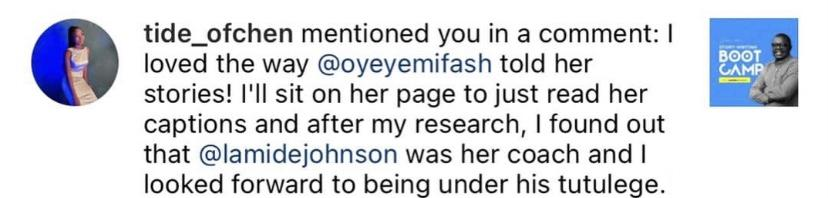 tide_ofchen mentioned you in a comment: I
loved the way @oyeyemifash told her
stories! I'll sit on her page to just read her
captions and after my research, I found out
that @lamidejohnson was her coach and I
looked forward to being under his tutulege.
BOOT
CAMP